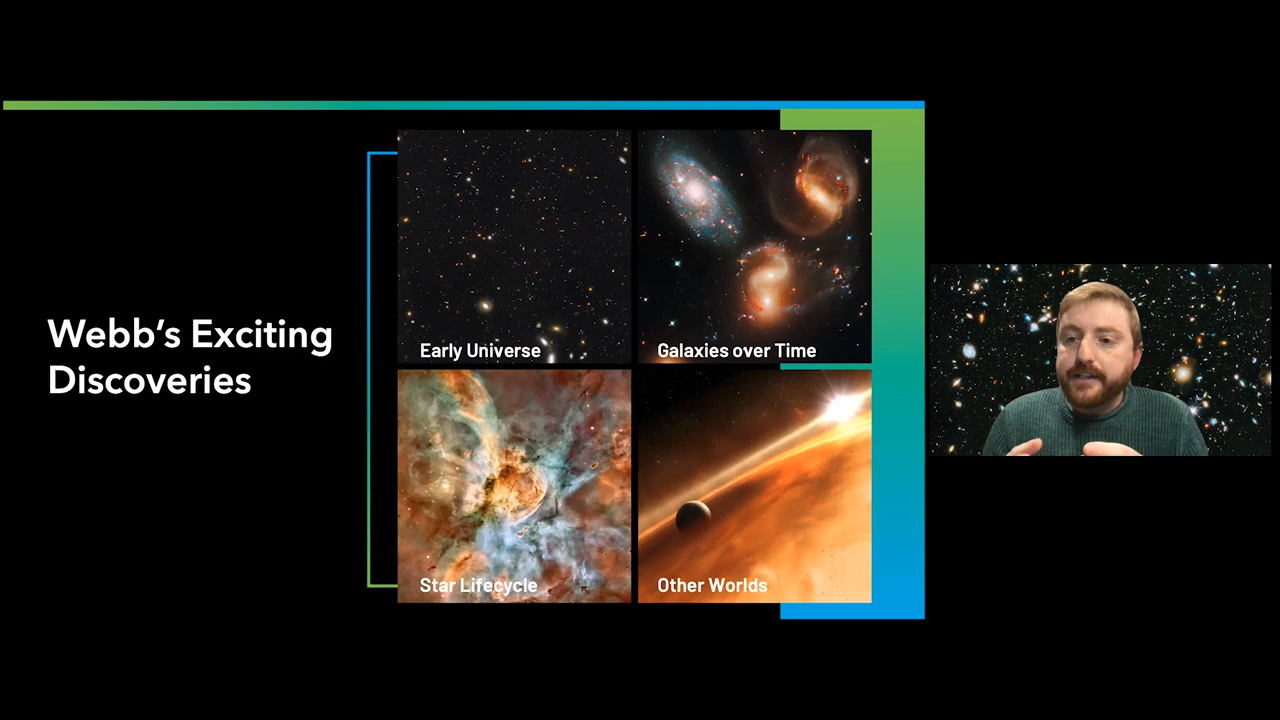 Webb’s Exciting
Discoveries
Early Universe
Galaxies over Time
Star Lifecycle
Other Worlds